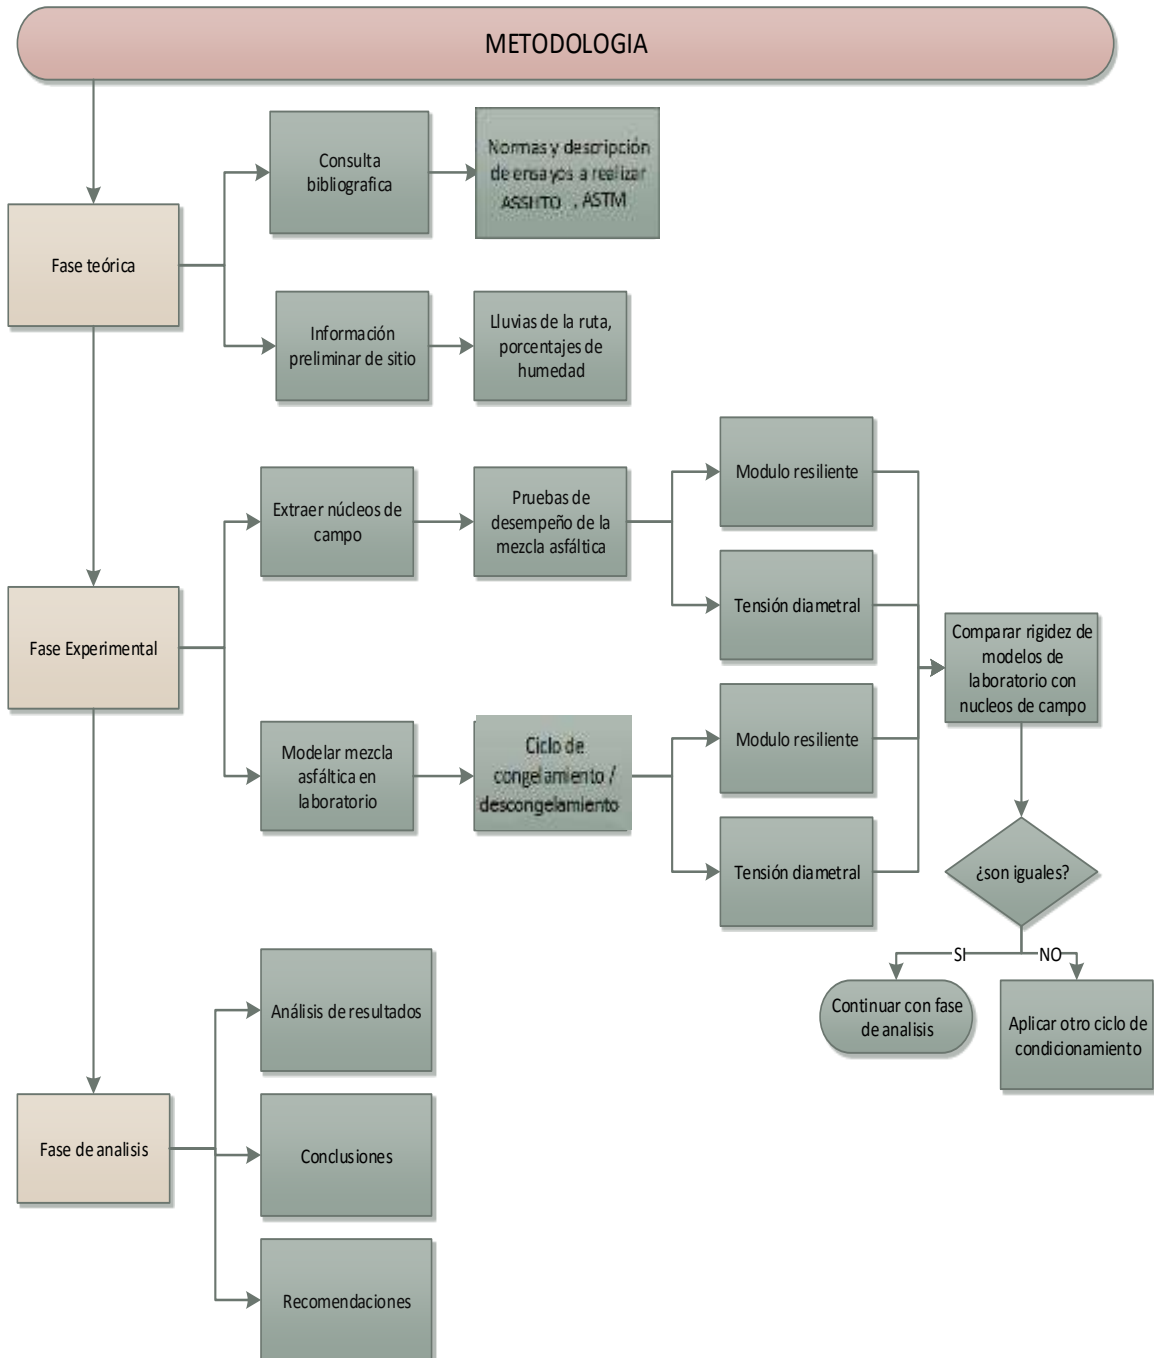 METODOLOGIA
Consulta
bibliografica
Normas y descripción
de ensayos a realizar
ASSHTO , ASTM
Fase teórica
Información
preliminar de sitio
Lluvias de la ruta,
porcentajes de
humedad
Extraer núcleos de
campo
Pruebas de
desempeño de la
mezcla asfáltica
Modulo resiliente
Tensión diametral
Fase Experimental
Comparar rigidez de
modelos de
laboratorio con
nucleos de campo
Modelar mezcla
asfáltica en
laboratorio
Ciclo de
congelamiento /
descongelamiento
Modulo resiliente
Tensión diametral
¿son iguales?
SI
NO
Continuar con fase
de analisis
Aplicar otro ciclo de
condicionamiento
Fase de analisis
Análisis de resultados
Conclusiones
Recomendaciones